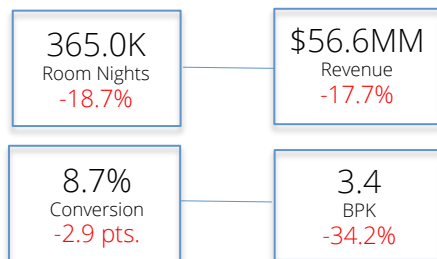 365.0K
Room Nights
-18.7%
$56.6MM
Revenue
-17.7%
8.7%
Conversion
-2.9 pts.
3.4
BPK
-34.2%